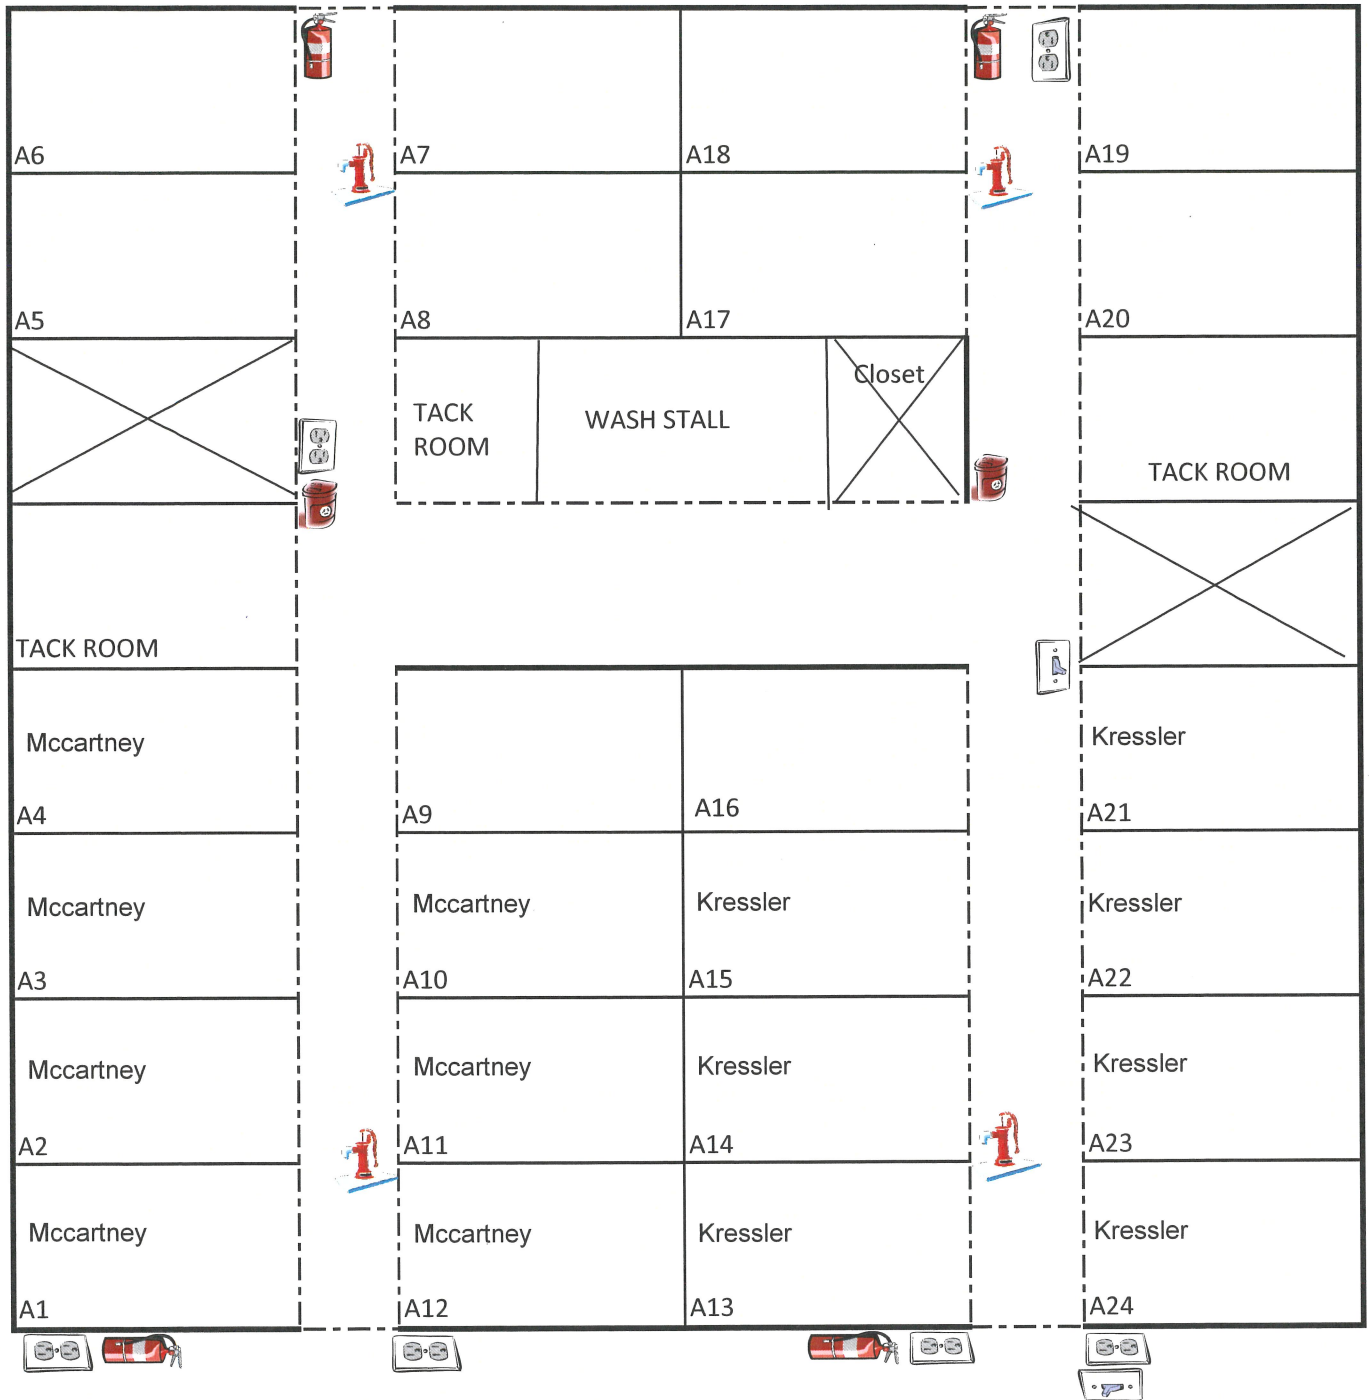 A6
A7
A18
A19
A5
A8
A17
A20
TACK
ROOM
WASH STALL
Closet
TACK ROOM
TACK ROOM
Mccartney
A4
A9
A16
Kressler
A21
Mccartney
A3
Mccartney
A10
Kressler
A15
Kressler
A22
Mccartney
A2
Mccartney
A11
Kressler
A14
Kressler
A23
Mccartney
A1
Mccartney
A12
Kressler
A13
Kressler
A24